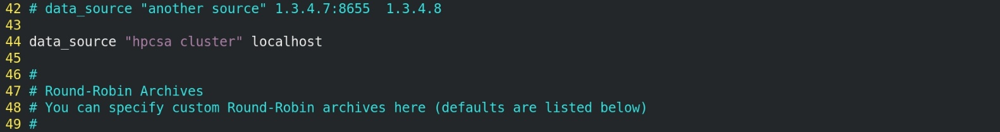 42 # data_source "another source" 1.3.4.7:8655  1.3.4.8
43
44 data_source "hpcsa cluster" localhost
45
46 #
47 # Round-Robin Archives
48 # You can specify custom Round-Robin archives here (defaults are listed below)
49 #